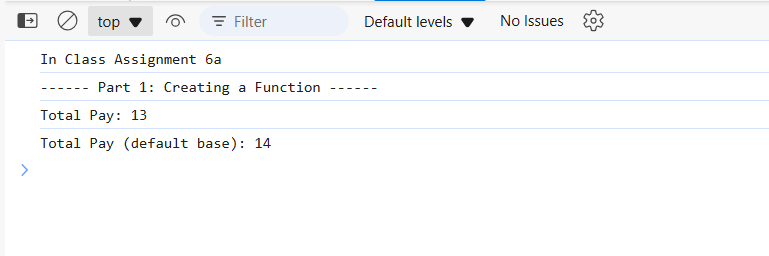 top Filter Default levels No Issues
In Class Assignment 6a
------ Part 1: Creating a Function ------
Total Pay: 13
Total Pay (default base): 14